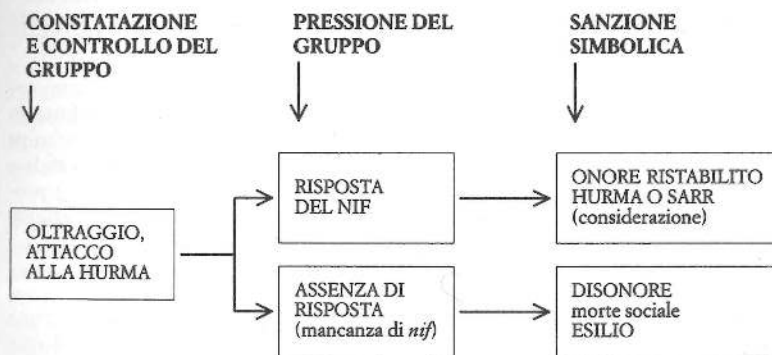 CONSTATAZIONE
E CONTROLLO DEL
GRUPPO
PRESSIONE DEL
GRUPPO
SANZIONE
SIMBOLICA
OLTRAGGIO,
ATTACCO
ALLA HURMA
RISPOSTA
DEL NIF
ONORE RISTABILITO
HURMA O SARR
(considerazione)
ASSENZA DI
RISPOSTA
(mancanza di nif)
DISONORE
morte sociale
ESILIO